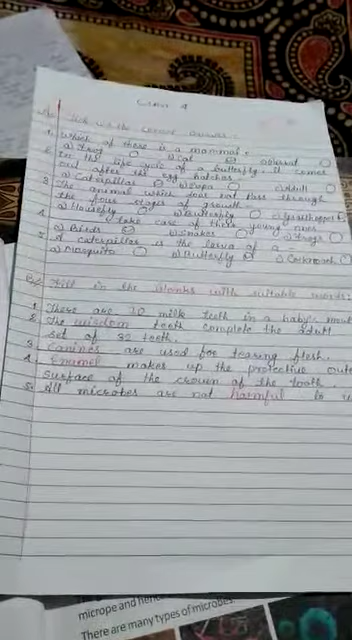 Class 4
Tick with the correct answer:
1. Which of these is a mammal.
a) Frog b) Cat c)
2. In the life cycle of a butterfly. It comes
out after the egg hatches
a) Caterpillar b) Pupa c) Adult
3. The animal which does not pass through
the four stages of growth -
a) Housefly b) Butterfly c) Grasshopper
4. take care of their young ones
a) Birds b) Snakes c) Frogs
5. A caterpillar is the larva of a
a) Mosquito b) Butterfly c) Cockroach
Fill in the blanks with suitable words:
1. There are 20 milk teeth in a baby's
2. The wisdom teeth complete the adult
set of 32 teeth.
3. Canines are used for tearing flesh.
4. Enamel makes up the protective
surface of the crown of the tooth.
5. All microbes are not harmful to
There are many types of microbes.